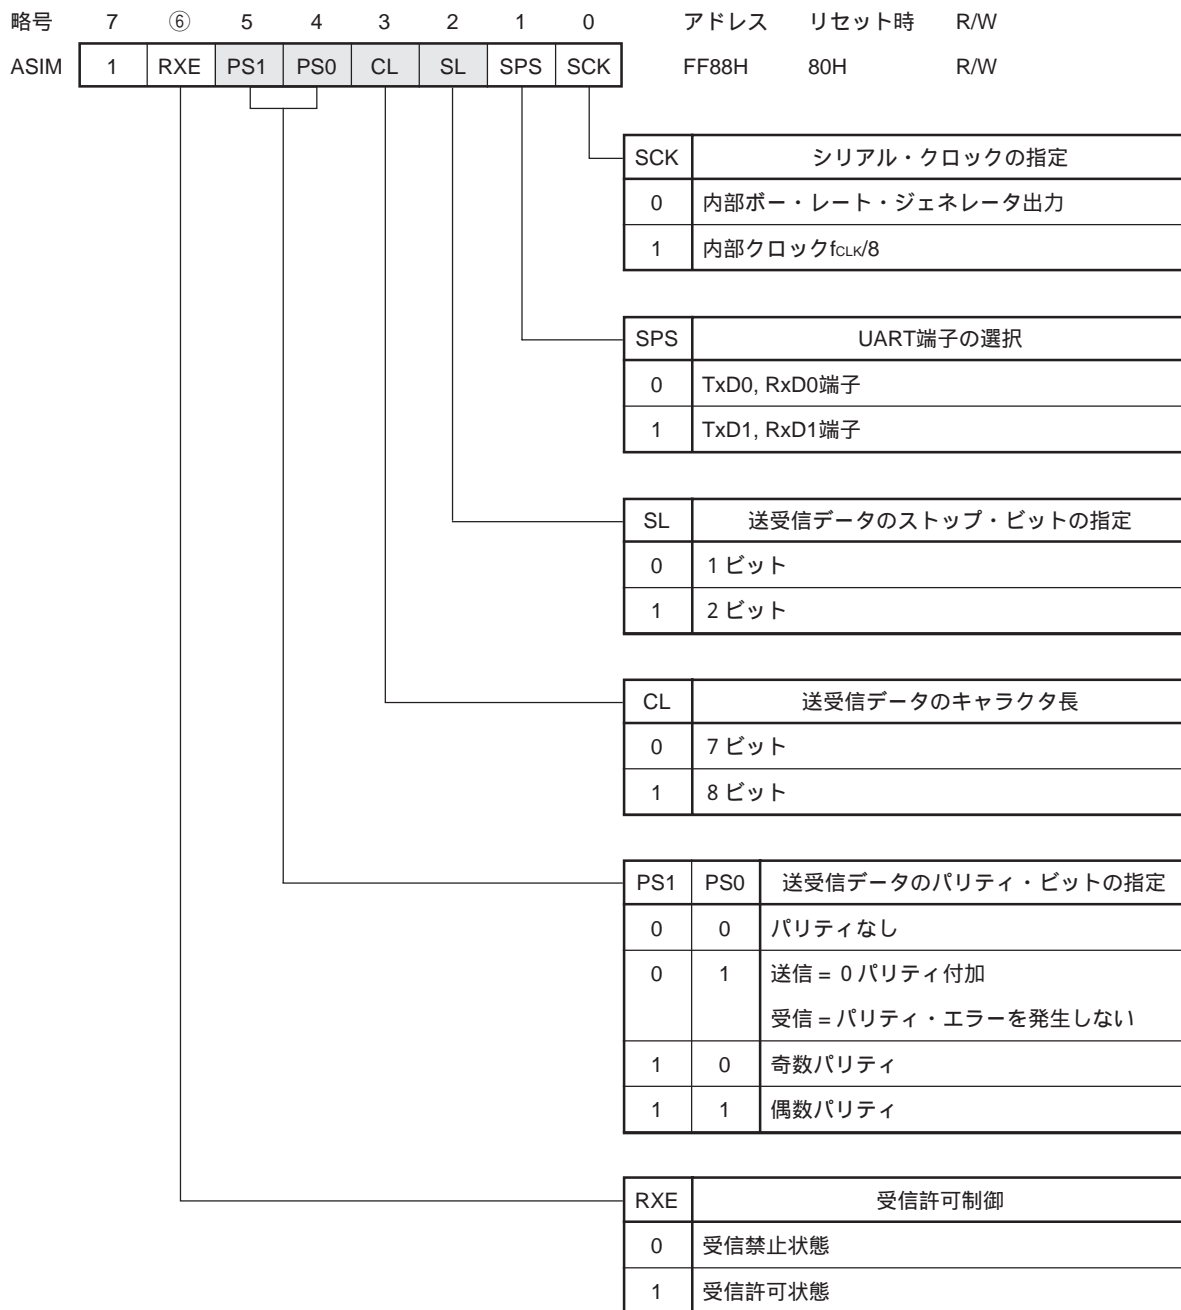 略号 7 ⑥ 5 4 3 2 1 0 アドレス リセット時 R/W
ASIM 1 RXE PS1 PS0 CL SL SPS SCK FF88H 80H R/W
SCK シリアル・クロックの指定
0 内部ボー・レート・ジェネレータ出力
1 内部クロックfCLK/8
SPS UART端子の選択
0 TxD0, RxD0端子
1 TxD1, RxD1端子
SL 送受信データのストップ・ビットの指定
0 1ビット
1 2ビット
CL 送受信データのキャラクタ長
0 7ビット
1 8ビット
PS1 PS0 送受信データのパリティ・ビットの指定
0 0 パリティなし
0 1 送信 = 0パリティ付加
受信 = パリティ・エラーを発生しない
1 0 奇数パリティ
1 1 偶数パリティ
RXE 受信許可制御
0 受信禁止状態
1 受信許可状態